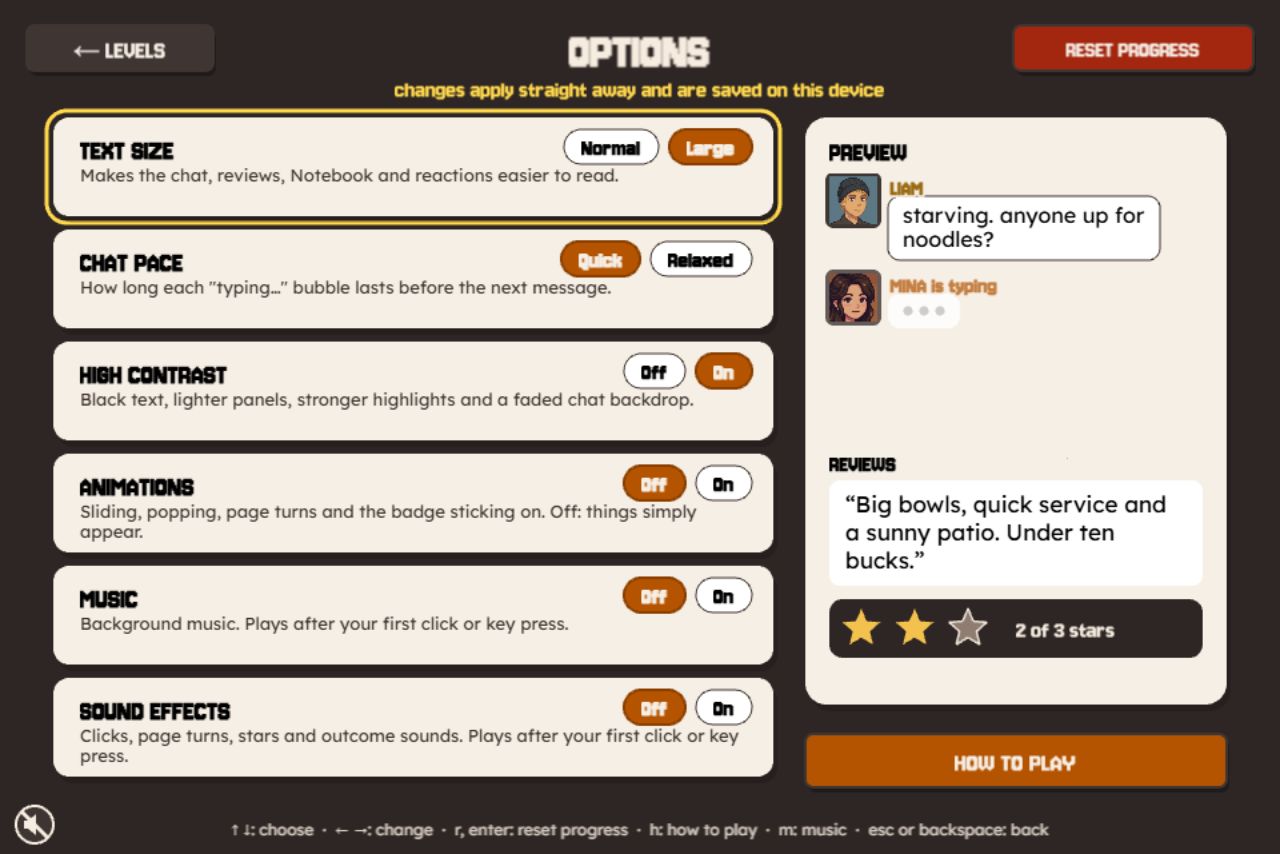 ← LEVELS
OPTIONS
RESET PROGRESS
changes apply straight away and are saved on this device
TEXT SIZE
Normal
Large
Makes the chat, reviews, Notebook and reactions easier to read.
CHAT PACE
Quick
Relaxed
How long each "typing…" bubble lasts before the next message.
HIGH CONTRAST
Off
On
Black text, lighter panels, stronger highlights and a faded chat backdrop.
ANIMATIONS
Off
On
Sliding, popping, page turns and the badge sticking on. Off: things simply
appear.
MUSIC
Off
On
Background music. Plays after your first click or key press.
SOUND EFFECTS
Off
On
Clicks, page turns, stars and outcome sounds. Plays after your first click or key
press.
PREVIEW
LIAM
starving. anyone up for
noodles?
MINA is typing
REVIEWS
“Big bowls, quick service and
a sunny patio. Under ten
bucks.”
2 of 3 stars
HOW TO PLAY
↑ ↓: choose · ← →: change · r, enter: reset progress · h: how to play · m: music · esc or backspace: back